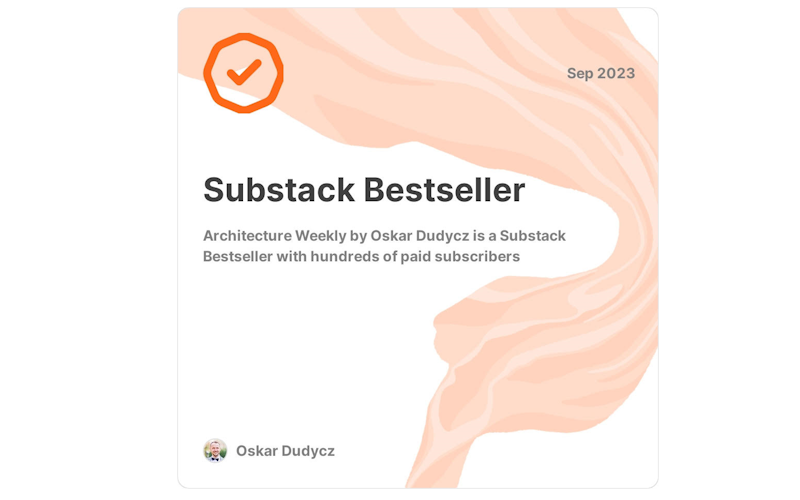 Sep 2023
Substack Bestseller
Architecture Weekly by Oskar Dudycz is a Substack
Bestseller with hundreds of paid subscribers
Oskar Dudycz